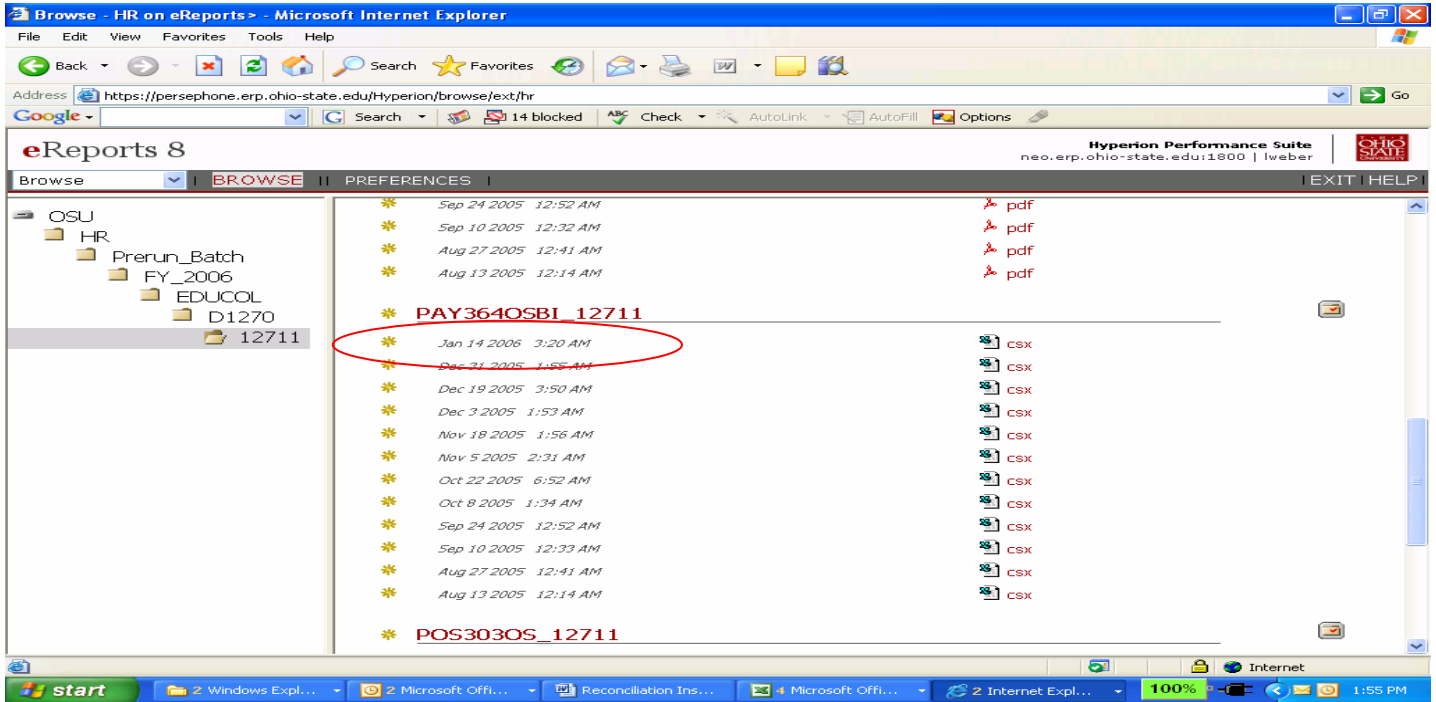 Browse - HR on eReports> - Microsoft Internet Explorer
File Edit View Favorites Tools Help
Back Search Favorites
Address https://persephone.erp.ohio-state.edu/Hyperion/browse/ext/hr Go
Google Search 14 blocked ABC Check AutoLink AutoFill Options
eReports 8
Hyperion Performance Suite
neo.erp.ohio-state.edu:1800 | lweber
OHIO STATE UNIVERSITY
Browse | BROWSE || PREFERENCES | | EXIT | HELP |
OSU
HR
Prerun_Batch
FY_2006
EDUCOL
D1270
12711
Sep 24 2005 12:52 AM pdf
Sep 10 2005 12:32 AM pdf
Aug 27 2005 12:41 AM pdf
Aug 13 2005 12:14 AM pdf
PAY364OSBI_12711
Jan 14 2006 3:20 AM csx
Dec 31 2005 1:55 AM csx
Dec 19 2005 3:50 AM csx
Dec 3 2005 1:53 AM csx
Nov 18 2005 1:56 AM csx
Nov 5 2005 2:31 AM csx
Oct 22 2005 6:52 AM csx
Oct 8 2005 1:34 AM csx
Sep 24 2005 12:52 AM csx
Sep 10 2005 12:33 AM csx
Aug 27 2005 12:41 AM csx
Aug 13 2005 12:14 AM csx
POS303OS_12711
Internet
start 2 Windows Expl... 2 Microsoft Offi... Reconciliation Ins... 4 Microsoft Offi... 2 Internet Expl... 100% 1:55 PM